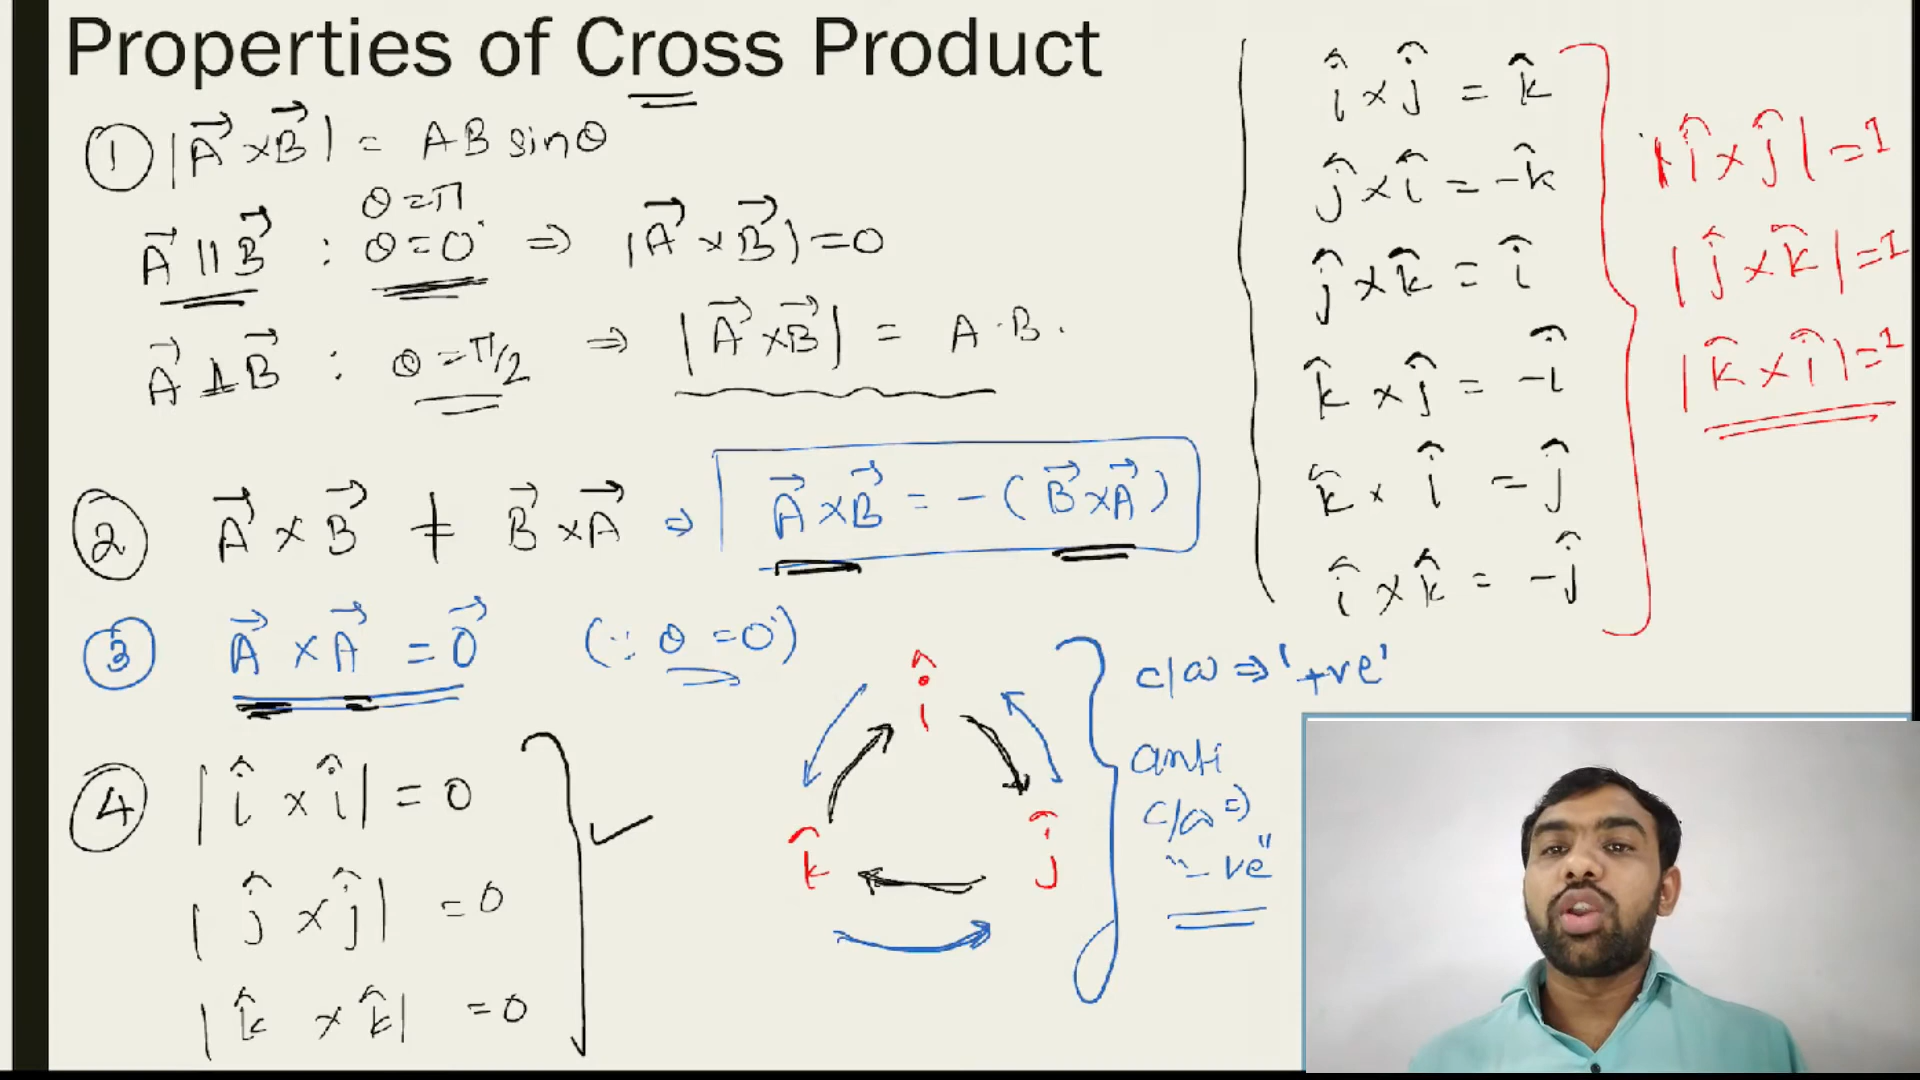 Properties of Cross Product
① |A⃗ × B⃗| = AB sinθ
θ = π
A⃗ || B⃗ : θ = 0° ⇒ |A⃗ × B⃗| = 0
A⃗ ⊥ B⃗ : θ = π/2 ⇒ |A⃗ × B⃗| = A·B.
② A⃗ × B⃗ ≠ B⃗ × A⃗ ⇒ A⃗ × B⃗ = -(B⃗ × A⃗)
③ A⃗ × A⃗ = 0⃗ (∵ θ = 0°)
④ |î × î| = 0
|ĵ × ĵ| = 0
|k̂ × k̂| = 0
î
k̂
ĵ
c/w ⇒ '+ve'
anti
c/w ⇒
"-ve"
î × ĵ = k̂
ĵ × î = -k̂
ĵ × k̂ = î
k̂ × ĵ = -î
k̂ × î = ĵ
î × k̂ = -ĵ
|î × ĵ| = 1
|ĵ × k̂| = 1
|k̂ × î| = 1